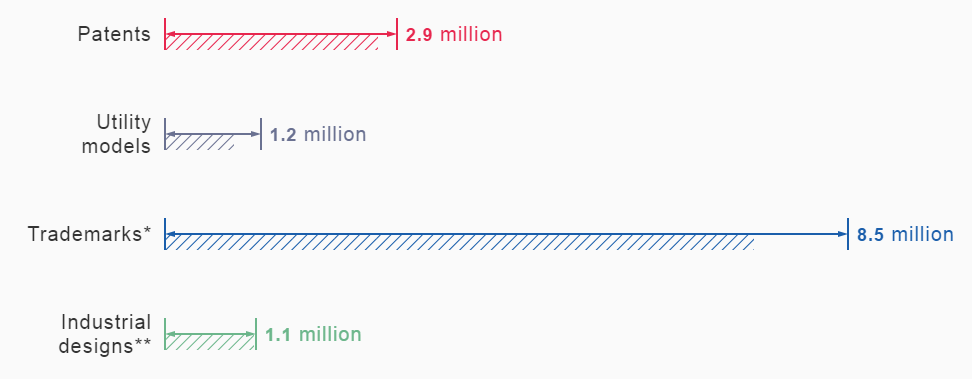 Patents
2.9 million
Utility
models
1.2 million
Trademarks*
8.5 million
Industrial
designs**
1.1 million